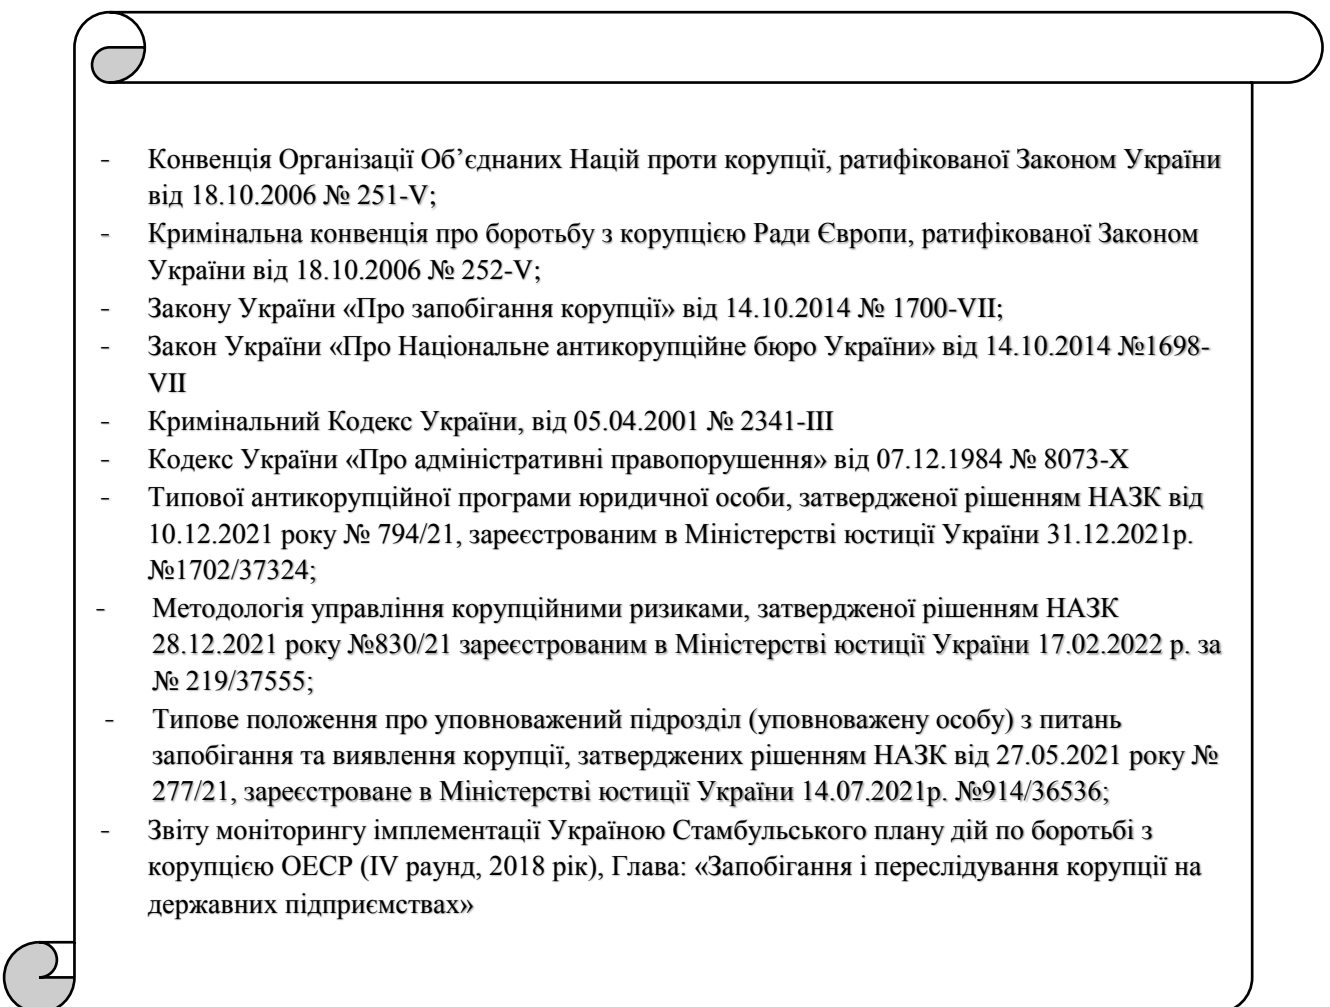 - Конвенція Організації Об’єднаних Націй проти корупції, ратифікованої Законом України
від 18.10.2006 № 251-V;
- Кримінальна конвенція про боротьбу з корупцією Ради Європи, ратифікованої Законом
України від 18.10.2006 № 252-V;
- Закону України «Про запобігання корупції» від 14.10.2014 № 1700-VII;
- Закон України «Про Національне антикорупційне бюро України» від 14.10.2014 №1698-
VII
- Кримінальний Кодекс України, від 05.04.2001 № 2341-III
- Кодекс України «Про адміністративні правопорушення» від 07.12.1984 № 8073-X
- Типової антикорупційної програми юридичної особи, затвердженої рішенням НАЗК від
10.12.2021 року № 794/21, зареєстрованим в Міністерстві юстиції України 31.12.2021р.
№1702/37324;
- Методологія управління корупційними ризиками, затвердженої рішенням НАЗК
28.12.2021 року №830/21 зареєстрованим в Міністерстві юстиції України 17.02.2022 р. за
№ 219/37555;
- Типове положення про уповноважений підрозділ (уповноважену особу) з питань
запобігання та виявлення корупції, затверджених рішенням НАЗК від 27.05.2021 року №
277/21, зареєстроване в Міністерстві юстиції України 14.07.2021р. №914/36536;
- Звіту моніторингу імплементації Україною Стамбульського плану дій по боротьбі з
корупцією ОЕСР (IV раунд, 2018 рік), Глава: «Запобігання і переслідування корупції на
державних підприємствах»